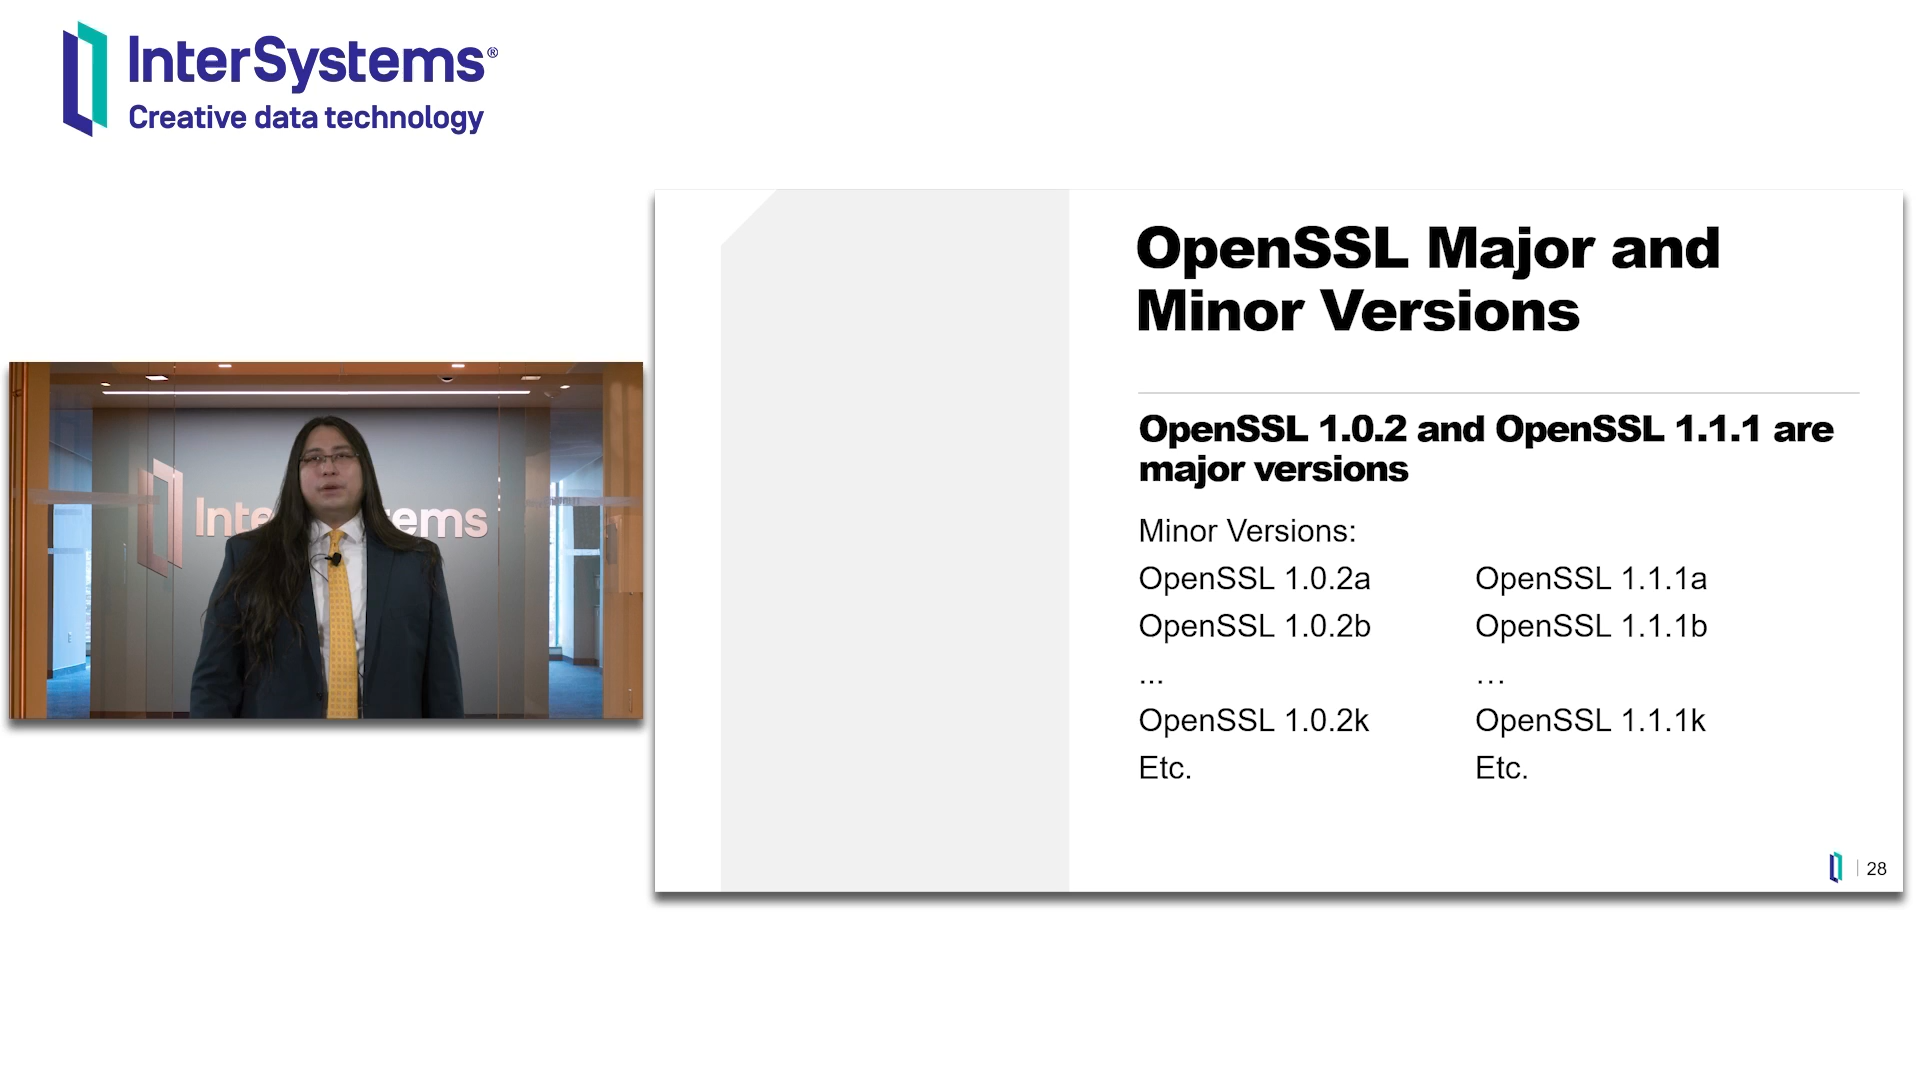 InterSystems®
Creative data technology
OpenSSL Major and
Minor Versions
OpenSSL 1.0.2 and OpenSSL 1.1.1 are
major versions
Minor Versions:
OpenSSL 1.0.2a
OpenSSL 1.1.1a
OpenSSL 1.0.2b
OpenSSL 1.1.1b
...
…
OpenSSL 1.0.2k
OpenSSL 1.1.1k
Etc.
Etc.
Inte ems
28